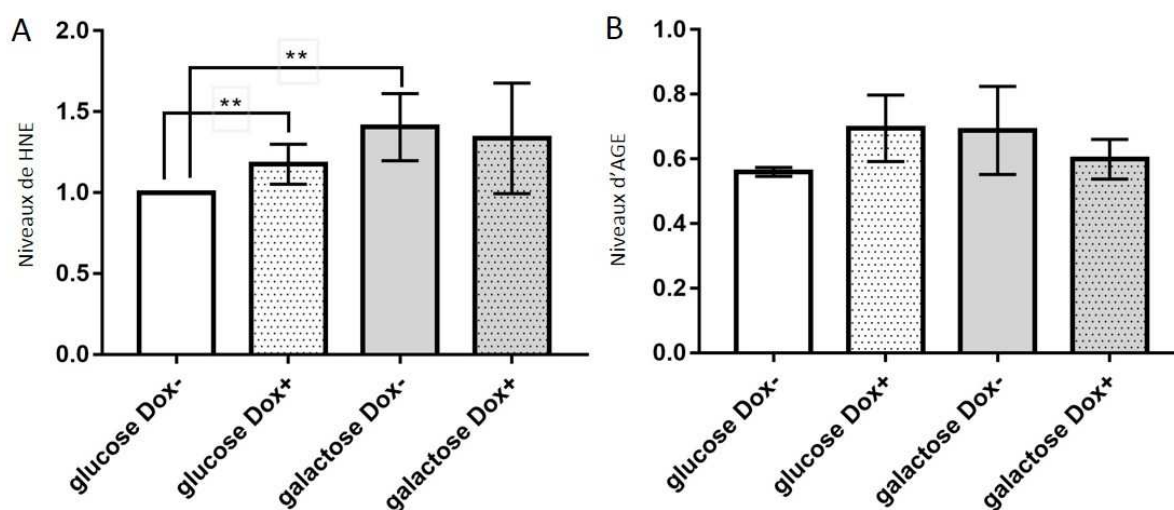 A
2.0
1.5
1.0
0.5
0.0
Niveaux de HNE
**
**
glucose Dox-
glucose Dox+
galactose Dox-
galactose Dox+
B
1.0
0.8
0.6
0.4
0.2
0.0
Niveaux d'AGE
glucose Dox-
glucose Dox+
galactose Dox-
galactose Dox+